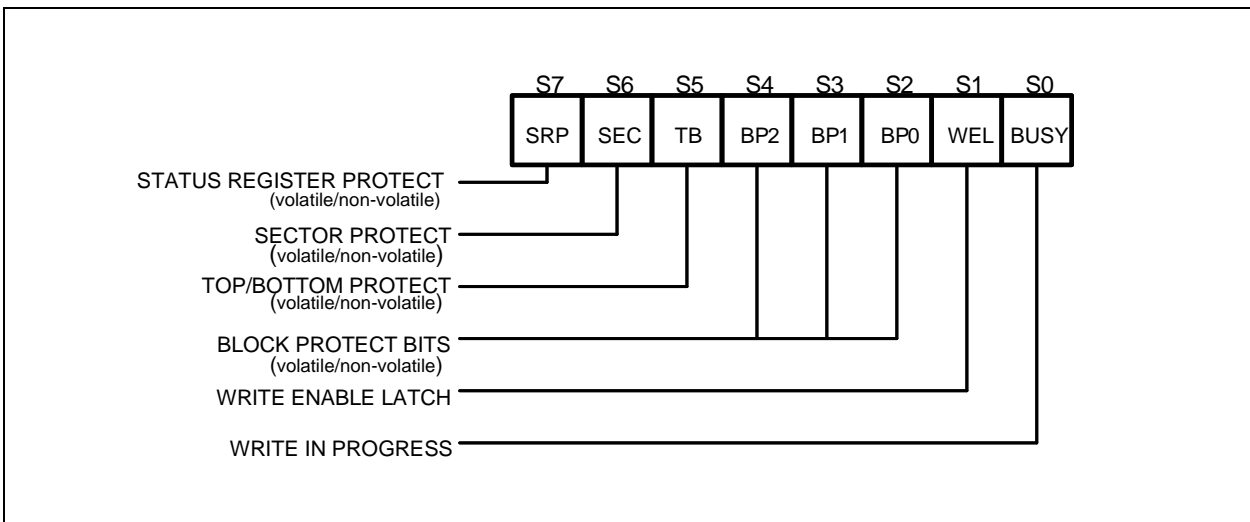 S7 S6 S5 S4 S3 S2 S1 S0
SRP SEC TB BP2 BP1 BP0 WEL BUSY
STATUS REGISTER PROTECT
(volatile/non-volatile)
SECTOR PROTECT
(volatile/non-volatile)
TOP/BOTTOM PROTECT
(volatile/non-volatile)
BLOCK PROTECT BITS
(volatile/non-volatile)
WRITE ENABLE LATCH
WRITE IN PROGRESS